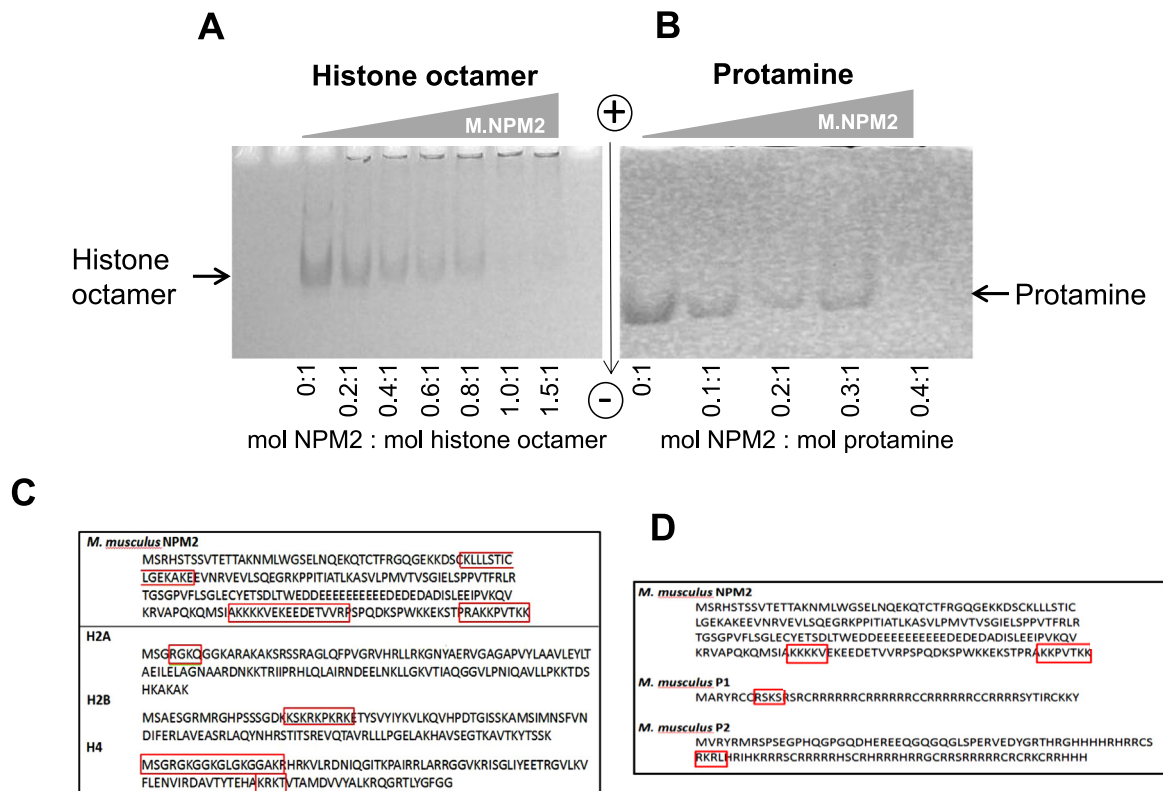 A
B
Histone octamer
Protamine
M.NPM2
+
M.NPM2
Histone
octamer
Protamine
0:1
0.2:1
0.4:1
0.6:1
0.8:1
1.0:1
1.5:1
-
0:1
0.1:1
0.2:1
0.3:1
0.4:1
mol NPM2 : mol histone octamer
mol NPM2 : mol protamine
C
M. musculus NPM2
MSRHSTSSVTETTAKNMLWGSELNQEKQTCTFRGQGEKKDSCKLLLSTIC
LGEKAKEEVNRVEVLSQEGRKPPITIATLKASVLPMVTVSGIELSPPVTFRLR
TGSGPVFLSGLECYETSDLTWEDDEEEEEEEEEEDEDEDADISLEEIPVKQV
KRVAPQKQMSIAKKKKVEKEEDETVVRPSPQDKSPWKKEKSTPRAKKPVTKK
H2A
MSGRGKQGGKARAKAKSRSSRAGLQFPVGRVHRLLRKGNYAERVGAGAPVYLAAVLEYLT
AEILELAGNAARDNKKTRIIPRHLQLAIRNDEELNKLLGKVTIAQGGVLPNIQAVLLPKKTDS
HKAKAK
H2B
MSAESGRMRGHPSSSGDKKSKRKPKRKETYSVYIYKVLKQVHPDTGISSKAMSIMNSFVN
DIFERLAVEASRLAQYNHRSTITSREVQTAVRLLLPGELAKHAVSEGTKAVTKYTSSK
H4
MSGRGKGGKGLGKGGAKRHRKVLRDNIQGITKPAIRRLARRGGVKRISGLIYEETRGVLKV
FLENVIRDAVTYTEHAKRKTVTAMDVVYALKRQGRTLYGFGG
D
M. musculus NPM2
MSRHSTSSVTETTAKNMLWGSELNQEKQTCTFRGQGEKKDSCKLLLSTIC
LGEKAKEEVNRVEVLSQEGRKPPITIATLKASVLPMVTVSGIELSPPVTFRLR
TGSGPVFLSGLECYETSDLTWEDDEEEEEEEEEEDEDEDADISLEEIPVKQV
KRVAPQKQMSIAKKKKVEKEEDETVVRPSPQDKSPWKKEKSTPRAKKPVTKK
M. musculus P1
MARYRCCRSKSRSRCRRRRRRCRRRRRRCCRRRRRRCCRRRRSYTIRCKKY
M. musculus P2
MVRYRMRSPSEGPHQGPGQDHEREEQGQGQGLSPERVEDYGRTHRGHHHHRHRRCS
RKRLHRIHKRRRSCRRRRRHSCRHRRRHRRGCRRSRRRRRCRCRKCRRHHH